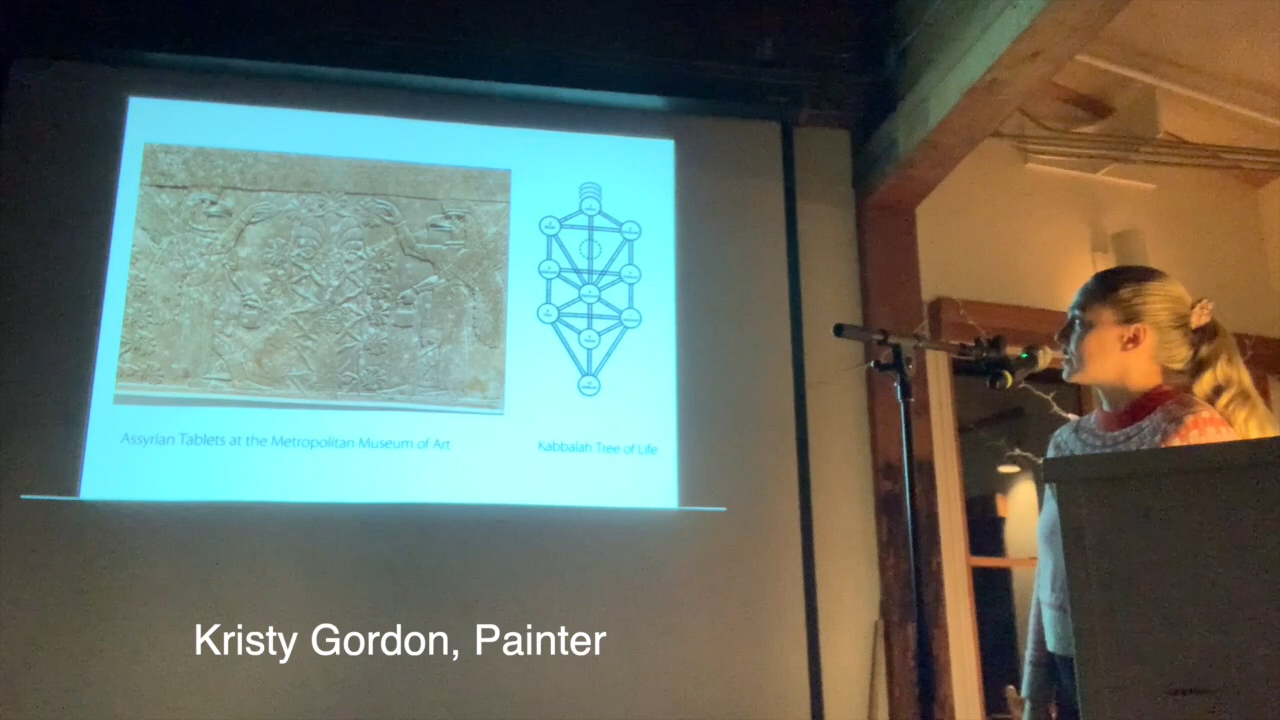 Assyrian Tablets at the Metropolitan Museum of Art
Kabbalah Tree of Life
Kristy Gordon, Painter